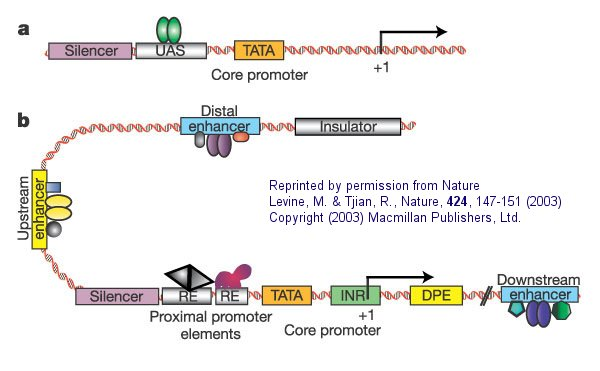 a
Silencer UAS TATA
Core promoter
+1
b
Distal
enhancer
Insulator
Upstream
enhancer
Reprinted by permission from Nature
Levine, M. & Tjian, R., Nature, 424, 147-151 (2003)
Copyright (2003) Macmillan Publishers, Ltd.
Silencer RE RE TATA INRI DPE
Downstream
enhancer
Proximal promoter
elements
+1
Core promoter